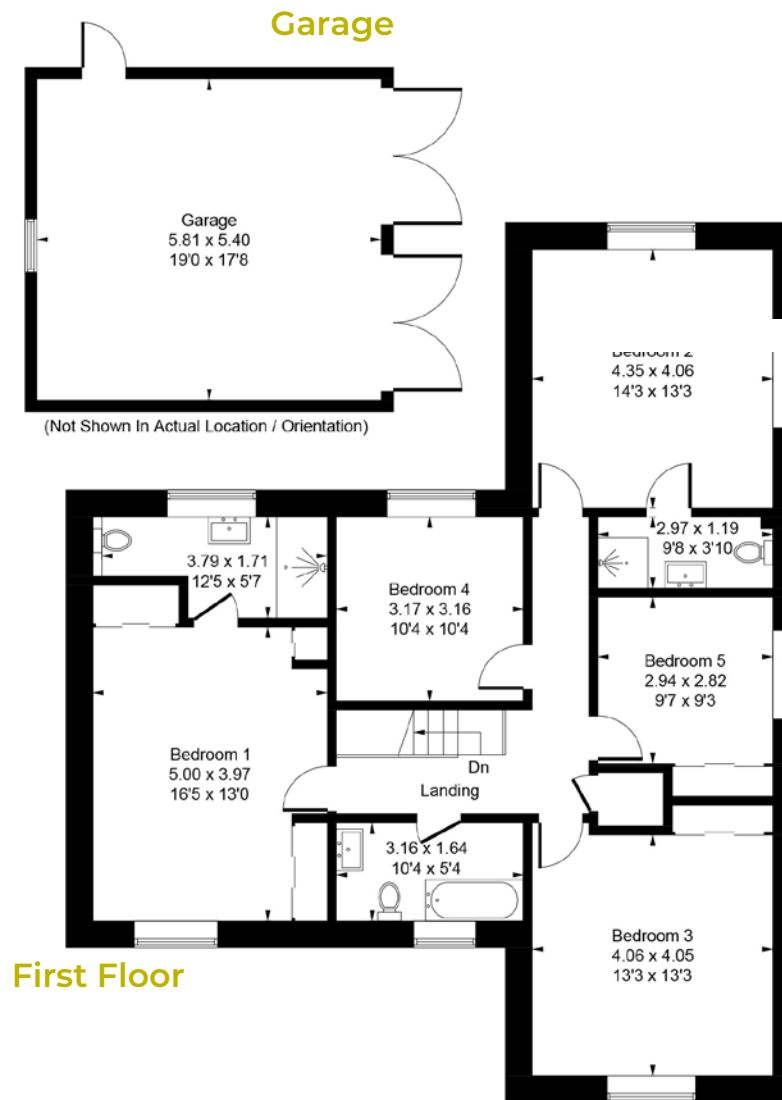 Garage
Garage
5.81 x 5.40
19'0 x 17'8
(Not Shown In Actual Location / Orientation)
Bedroom 2
4.35 x 4.06
14'3 x 13'3
3.79 x 1.71
12'5 x 5'7
Bedroom 4
3.17 x 3.16
10'4 x 10'4
2.97 x 1.19
9'8 x 3'10
Bedroom 5
2.94 x 2.82
9'7 x 9'3
Bedroom 1
5.00 x 3.97
16'5 x 13'0
Dn
Landing
3.16 x 1.64
10'4 x 5'4
Bedroom 3
4.06 x 4.05
13'3 x 13'3
First Floor